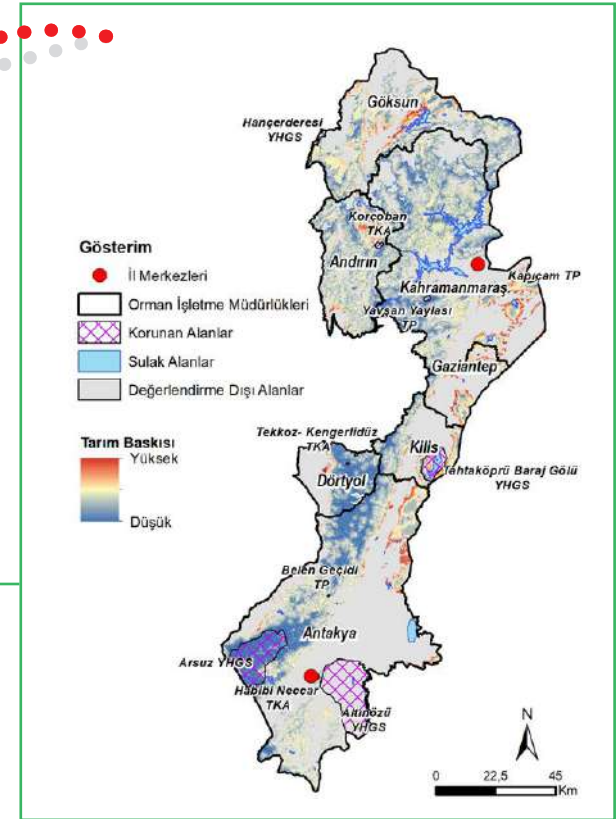 Göksun
Hançerderesi
YHGS
Korçoban
TKA
Andırın
Kahramanmaraş
Kapıçam TP
Yavşan Yaylası
TP
Gaziantep
Gösterim
İl Merkezleri
Orman İşletme Müdürlükleri
Korunan Alanlar
Sulak Alanlar
Değerlendirme Dışı Alanlar
Tarım Baskısı
Yüksek
Düşük
Tekkoz- Kengerlidüz
TKA
Kilis
Dörtyol
Tahtaköprü Baraj Gölü
YHGS
Belen Geçidi
TP
Antakya
Arsuz YHGS
Habibi Neccar
TKA
Altınözü
YHGS
N
0 22,5 45
Km